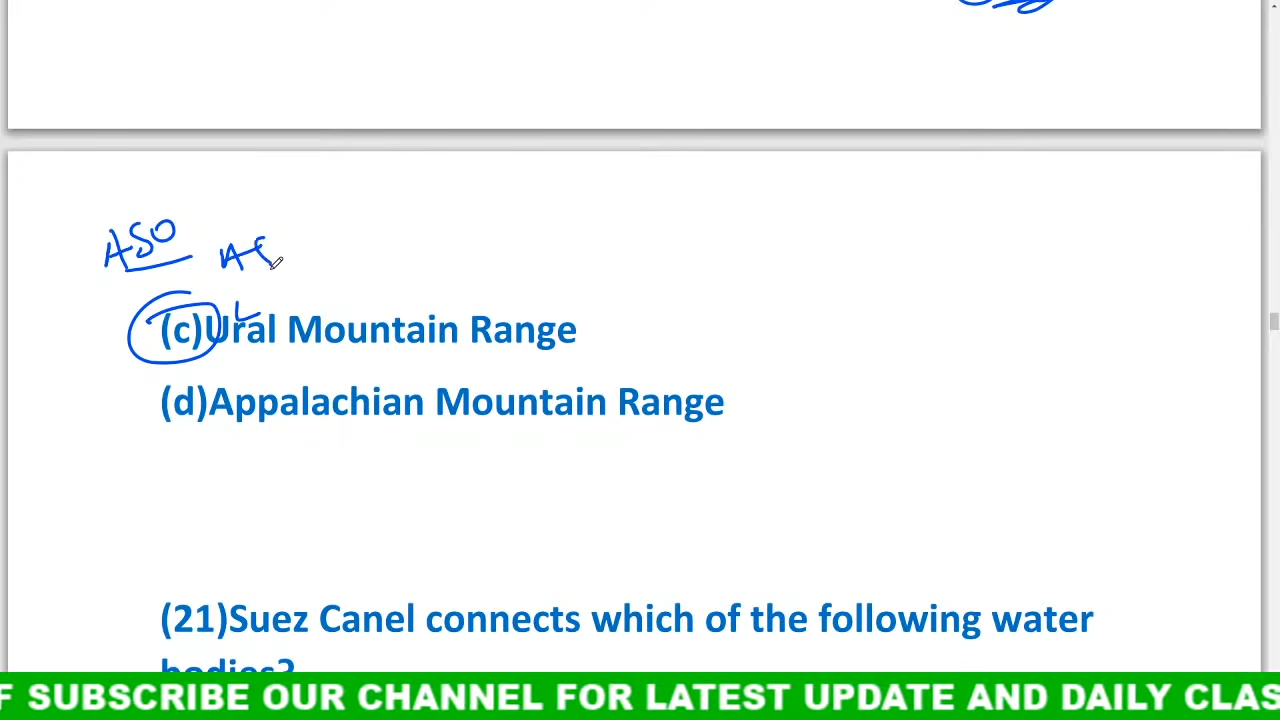 ASO
(c)Ural Mountain Range
(d)Appalachian Mountain Range
(21)Suez Canel connects which of the following water
bodies?
F SUBSCRIBE OUR CHANNEL FOR LATEST UPDATE AND DAILY CLAS